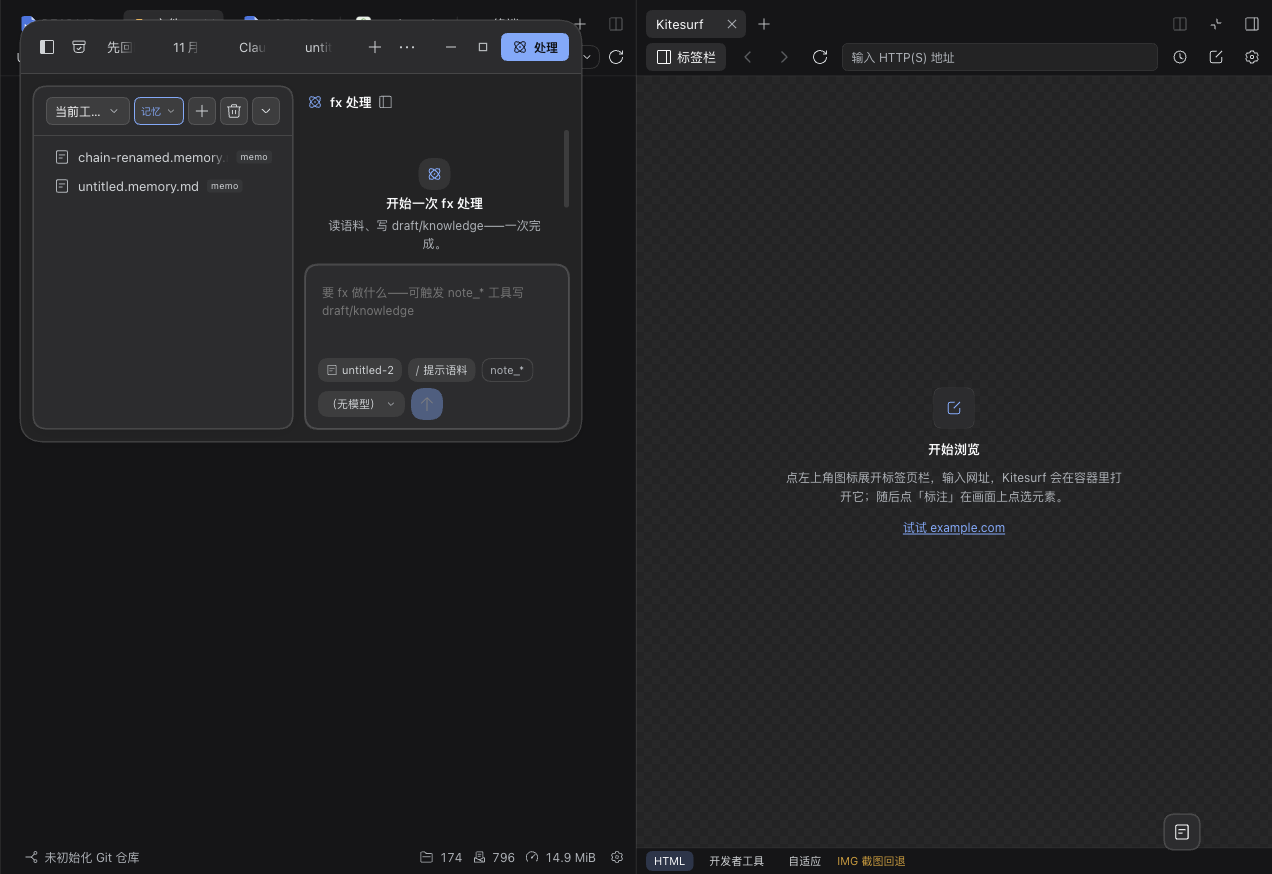 先回
11月
Clau
untit
处理
当前工...
记忆
chain-renamed.memory.
memo
untitled.memory.md
memo
fx 处理
开始一次 fx 处理
读语料、写 draft/knowledge——一次完
成。
要 fx 做什么——可触发 note_* 工具写
draft/knowledge
untitled-2
/ 提示语料
note_*
(无模型)
未初始化 Git 仓库
174
796
14.9 MiB
Kitesurf
标签栏
输入 HTTP(S) 地址
开始浏览
点左上角图标展开标签页栏，输入网址，Kitesurf 会在容器里打
开它；随后点「标注」在画面上点选元素。
试试 example.com
HTML
开发者工具
自适应
IMG 截图回退